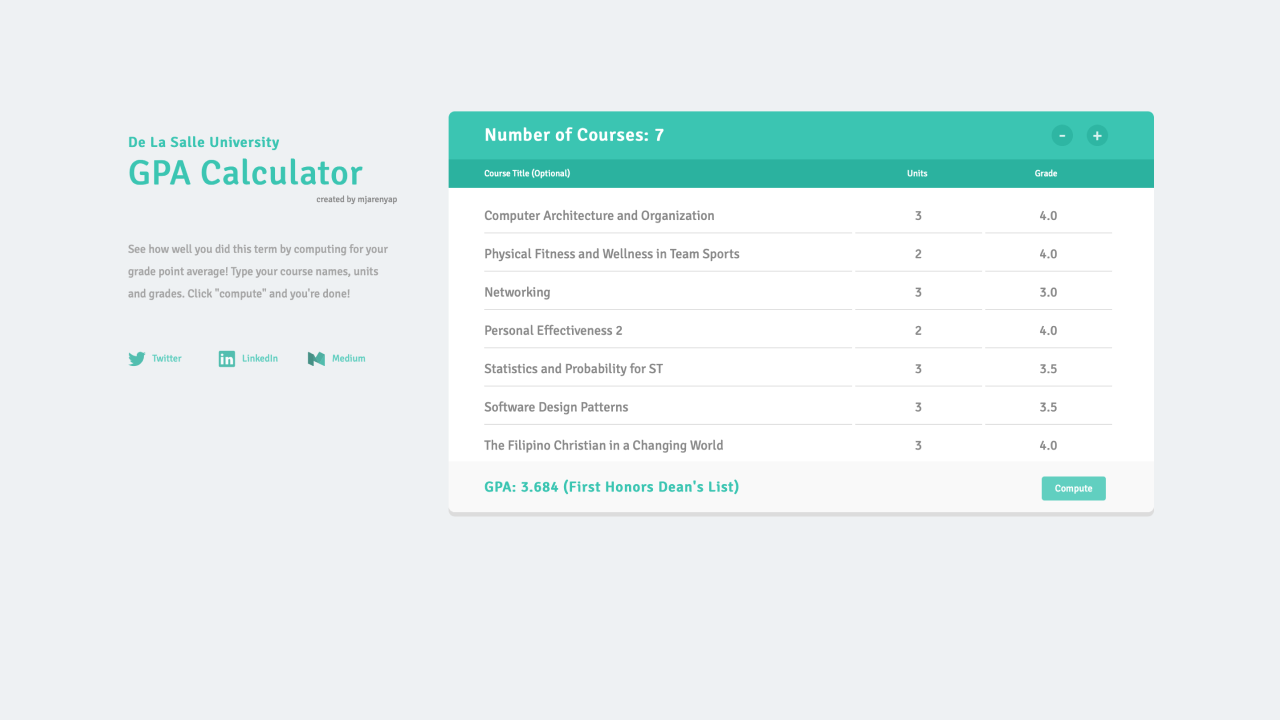 De La Salle University
GPA Calculator
created by mjarenyap
See how well you did this term by computing for your
grade point average! Type your course names, units
and grades. Click "compute" and you're done!
Twitter LinkedIn Medium
Number of Courses: 7 - +
Course Title (Optional) Units Grade
Computer Architecture and Organization 3 4.0
Physical Fitness and Wellness in Team Sports 2 4.0
Networking 3 3.0
Personal Effectiveness 2 2 4.0
Statistics and Probability for ST 3 3.5
Software Design Patterns 3 3.5
The Filipino Christian in a Changing World 3 4.0
GPA: 3.684 (First Honors Dean's List) Compute